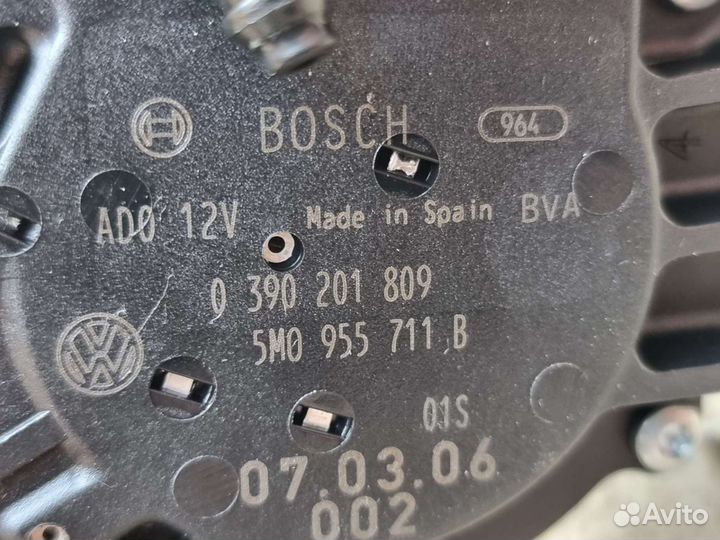 BOSCH 964
AD0 12V Made in Spain BVA
0 390 201 809
5M0 955 711 B
01S
07.03.06
002
Avito